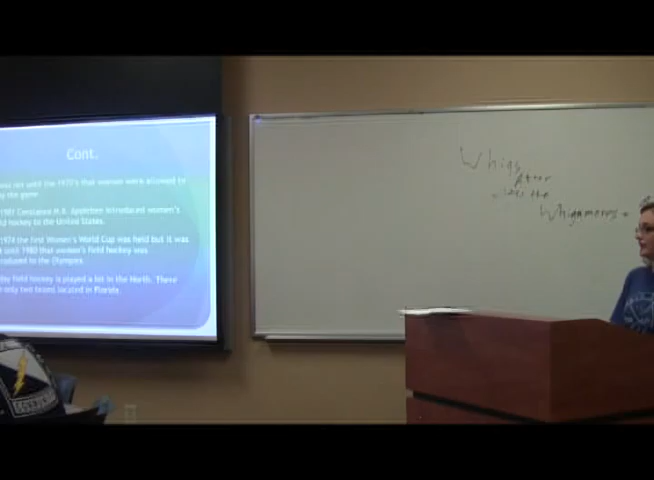 Cont.
was not until the 1970's that women were allowed to
the game
1901 Constance M.K. Applebee introduced women's
hockey to the United States.
1974 the first Women's World Cup was held but it was
until 1980 that women's field hockey was
to the Olympics
field hockey is played a lot in the North. There
only two teams located in Florida.
Whigs
After
the
Whigamores